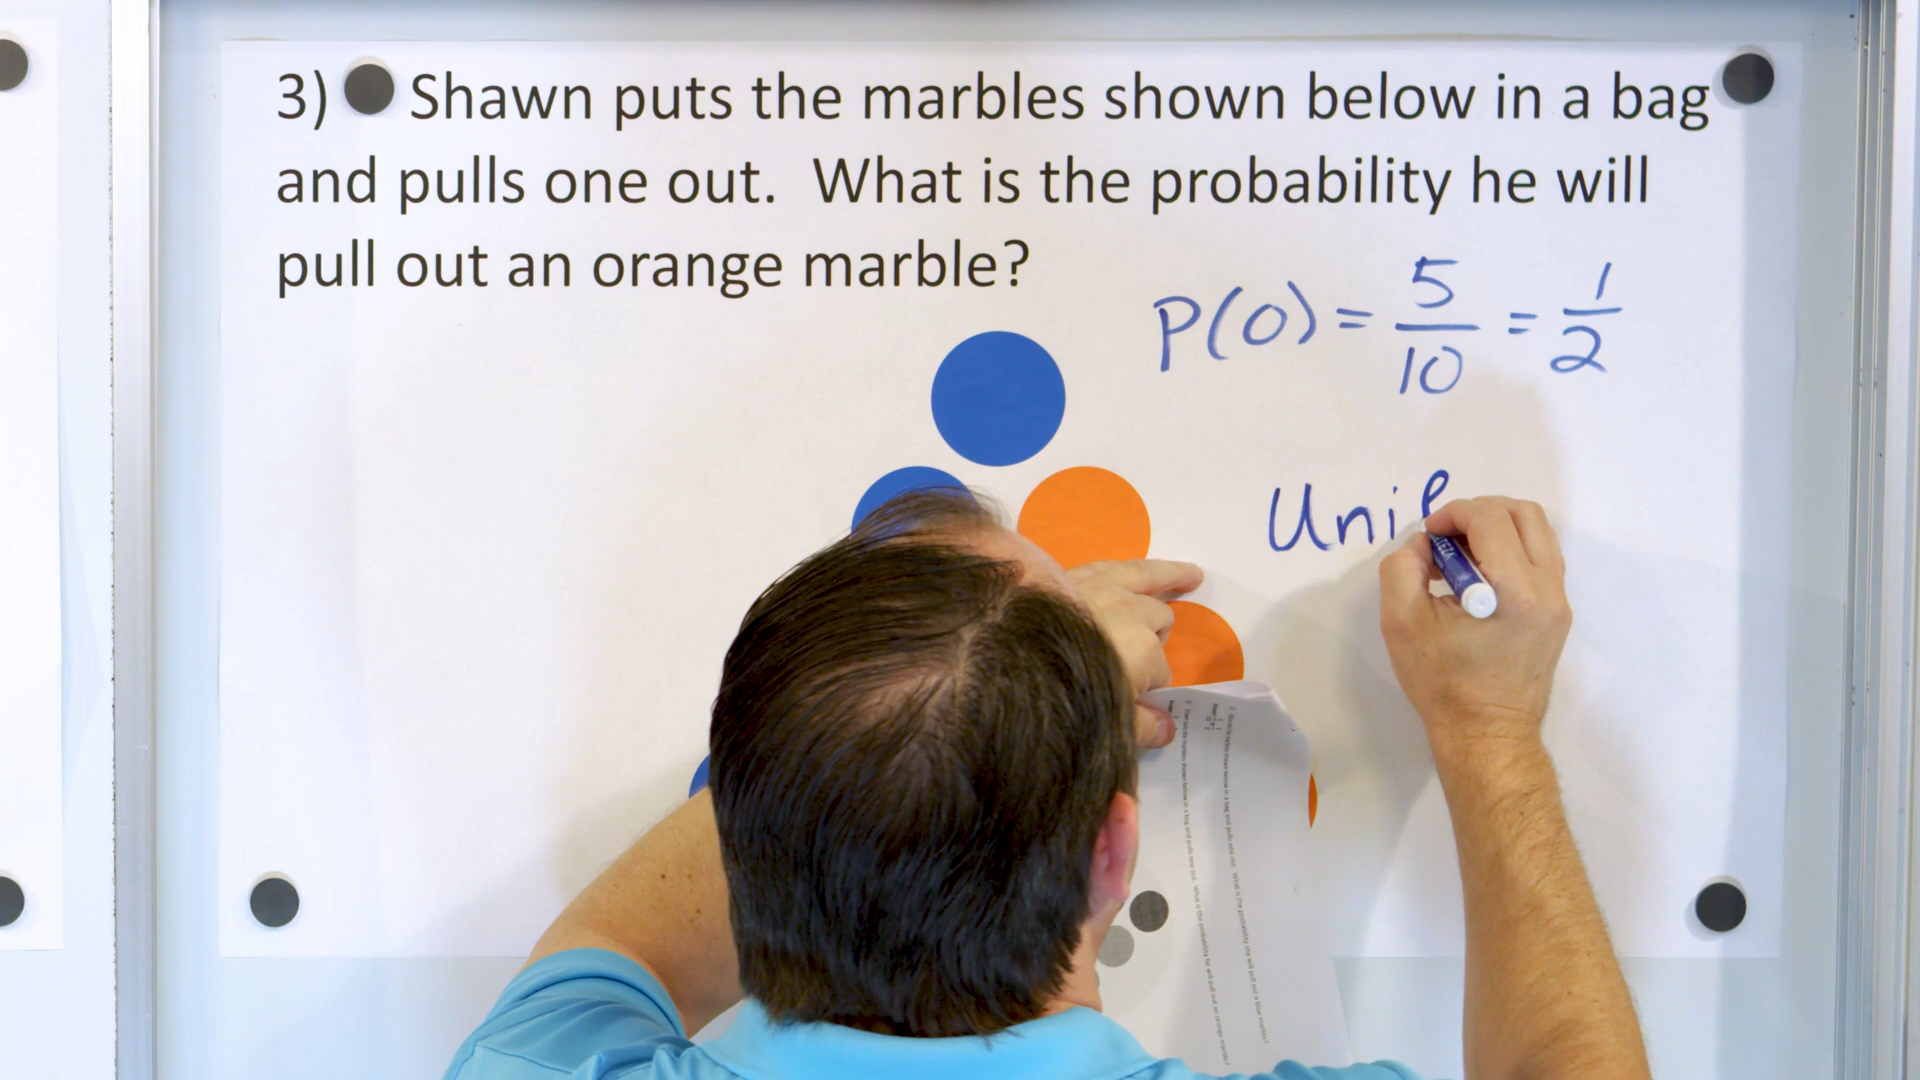 3) Shawn puts the marbles shown below in a bag
and pulls one out. What is the probability he will
pull out an orange marble?
P(O) = 5/10 = 1/2
Unif